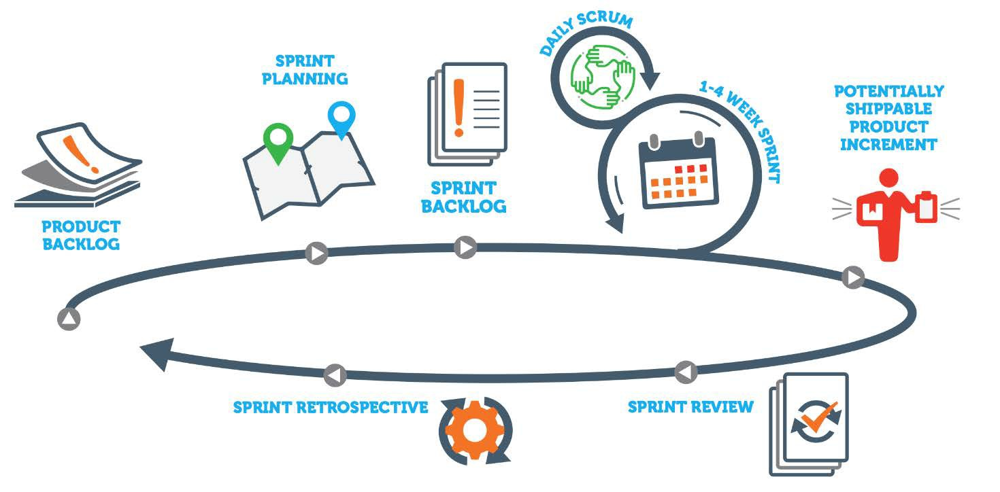 PRODUCT
BACKLOG
SPRINT
PLANNING
SPRINT
BACKLOG
DAILY SCRUM
1-4 WEEK SPRINT
POTENTIALLY
SHIPPABLE
PRODUCT
INCREMENT
SPRINT REVIEW
SPRINT RETROSPECTIVE